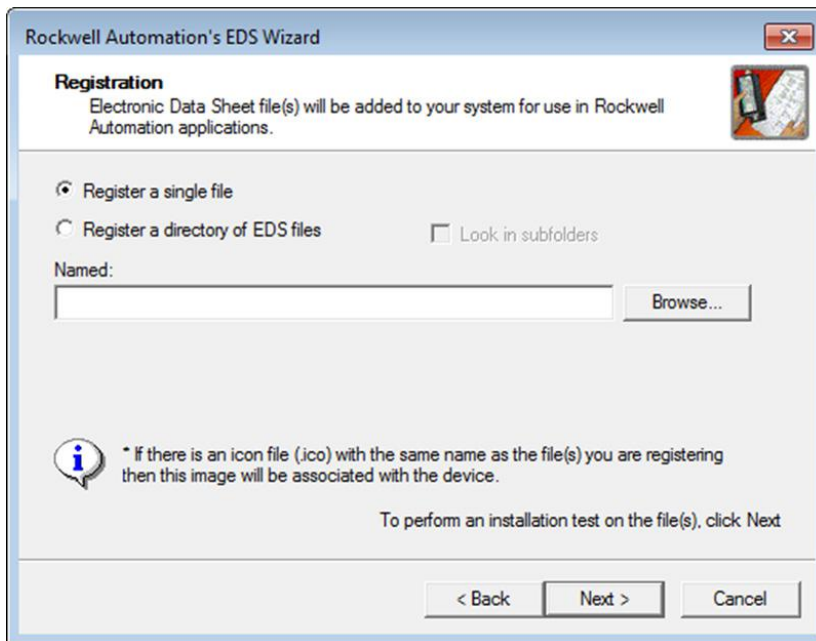 Rockwell Automation's EDS Wizard
Registration
Electronic Data Sheet file(s) will be added to your system for use in Rockwell
Automation applications.
Register a single file
Register a directory of EDS files
Look in subfolders
Named:
Browse...
* If there is an icon file (.ico) with the same name as the file(s) you are registering
then this image will be associated with the device.
To perform an installation test on the file(s), click Next
< Back
Next >
Cancel